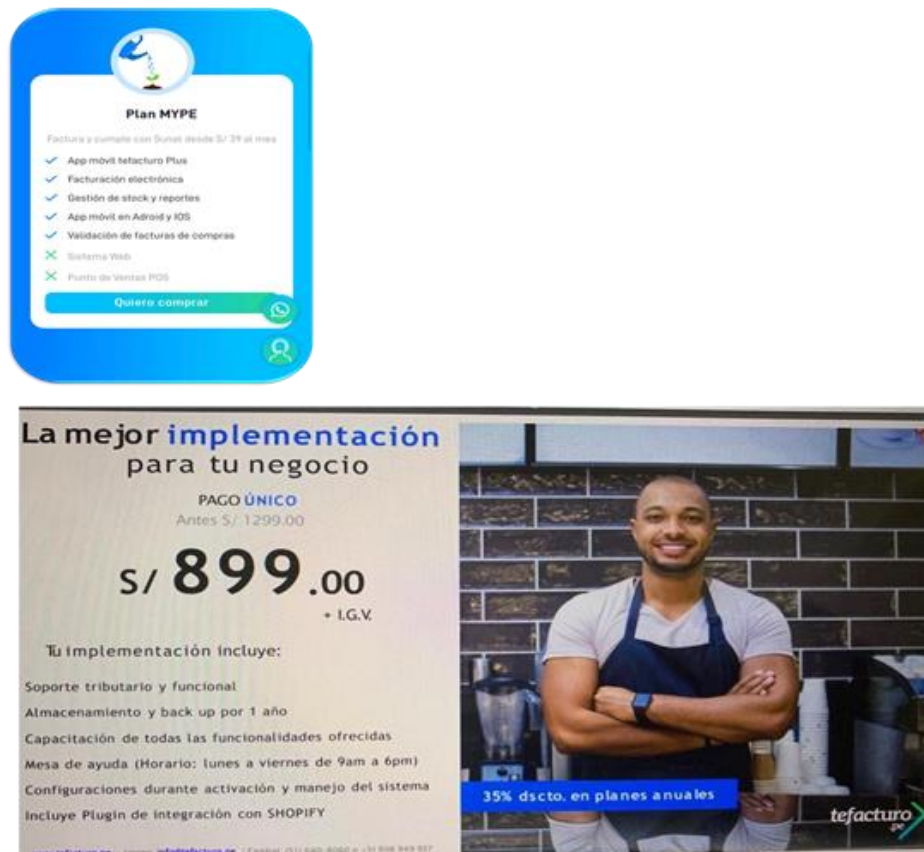 Plan MYPE
Factura y cumple con Sunat desde S/ 39 al mes
App móvil tefacturo Plus
Facturación electrónica
Gestión de stock y reportes
App móvil en Adroid y IOS
Validación de facturas de compras
Sistema Web
Punto de Ventas POS
Quiero comprar
La mejor implementación
para tu negocio
PAGO ÚNICO
Antes S/ 1299.00
S/ 899.00
+ I.G.V.
Tu implementación incluye:
Soporte tributario y funcional
Almacenamiento y back up por 1 año
Capacitación de todas las funcionalidades ofrecidas
Mesa de ayuda (Horario: lunes a viernes de 9am a 6pm)
Configuraciones durante activación y manejo del sistema
Incluye Plugin de integración con SHOPIFY
35% dscto. en planes anuales
tefacturo
.pe